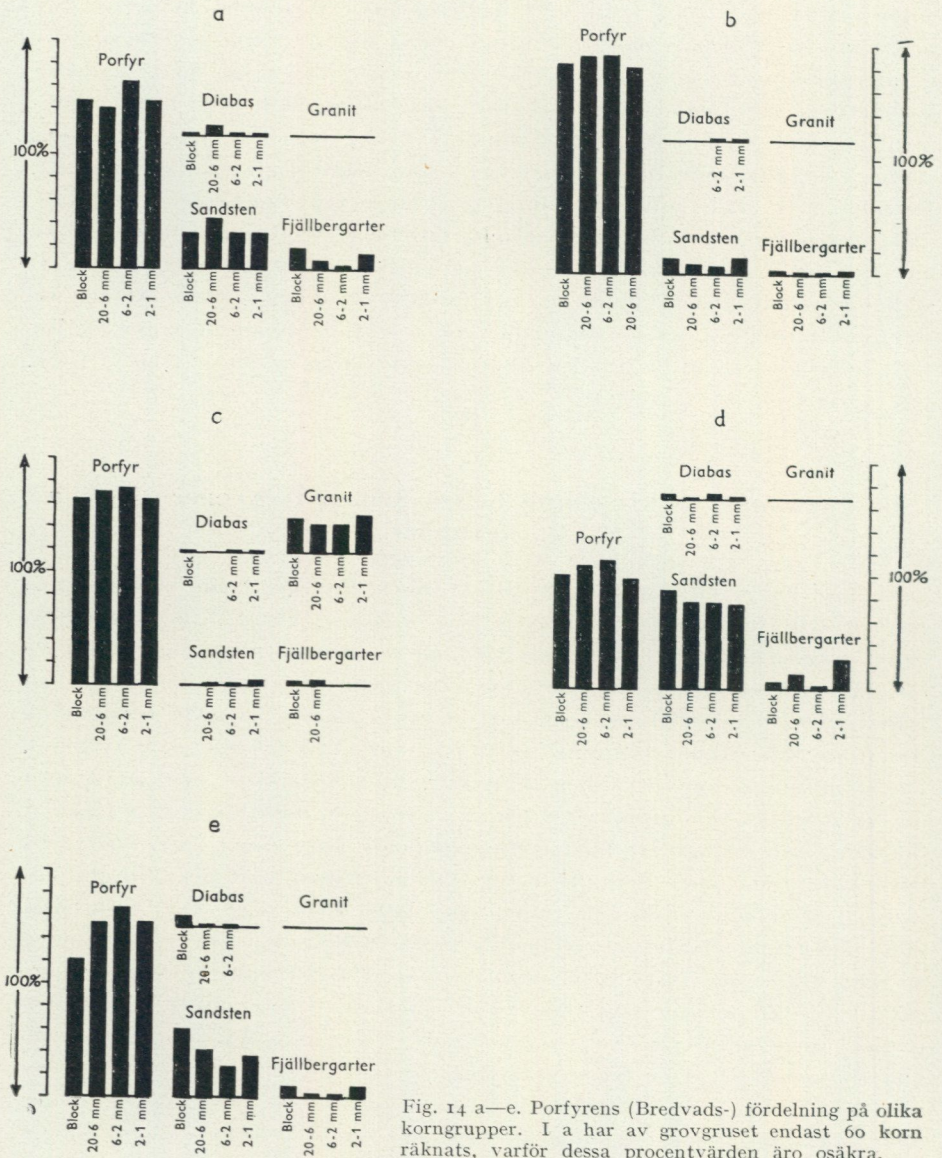 a
Porfyr
100%
Diabas
Granit
Block
20-6 mm
6-2 mm
2-1 mm
Sandsten
Fjällbergarter
Block
20-6 mm
6-2 mm
2-1 mm
Block
20-6 mm
6-2 mm
2-1 mm
Block
20-6 mm
6-2 mm
2-1 mm
b
Porfyr
100%
Diabas
Granit
6-2 mm
2-1 mm
Sandsten
Fjällbergarter
Block
20-6 mm
6-2 mm
20-6 mm
Block
20-6 mm
6-2 mm
2-1 mm
Block
20-6 mm
6-2 mm
2-1 mm
c
Porfyr
100%
Diabas
Granit
Block
6-2 mm
2-1 mm
Block
20-6 mm
6-2 mm
2-1 mm
Sandsten
Fjällbergarter
Block
20-6 mm
6-2 mm
2-1 mm
20-6 mm
6-2 mm
2-1 mm
Block
20-6 mm
d
Diabas
Granit
Block
20-6 mm
6-2 mm
2-1 mm
Porfyr
100%
Sandsten
Fjällbergarter
Block
20-6 mm
6-2 mm
2-1 mm
Block
20-6 mm
6-2 mm
2-1 mm
Block
20-6 mm
6-2 mm
2-1 mm
e
Porfyr
100%
Diabas
Granit
Block
20-6 mm
6-2 mm
Sandsten
Fjällbergarter
Block
20-6 mm
6-2 mm
2-1 mm
Block
20-6 mm
6-2 mm
2-1 mm
Block
20-6 mm
6-2 mm
2-1 mm
Fig. 14 a—e. Porfyrens (Bredvads-) fördelning på olika
korngrupper. I a har av grovgruset endast 60 korn
räknats, varför dessa procentvärden äro osäkra.